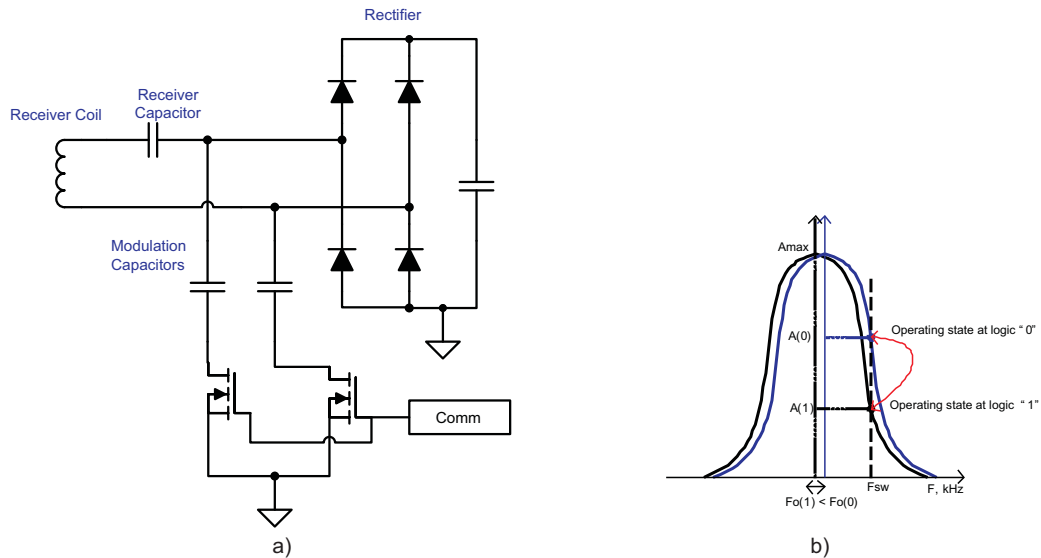 Rectifier
Receiver
Capacitor
Receiver Coil
Modulation
Capacitors
Comm
a)
Amax
A(0)
Operating state at logic “ 0”
A(1)
Operating state at logic “ 1”
Fsw
F, kHz
Fo(1) < Fo(0)
b)